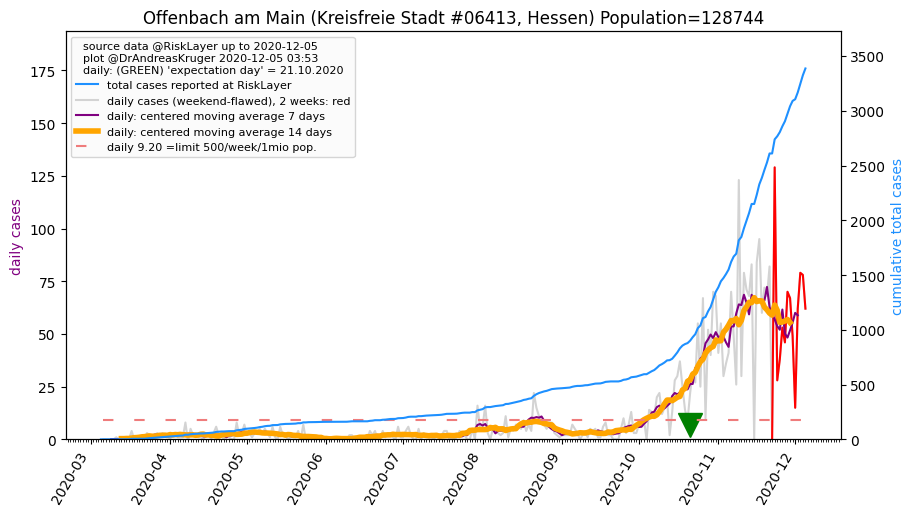 Offenbach am Main (Kreisfreie Stadt #06413, Hessen) Population=128744
source data @RiskLayer up to 2020-12-05
plot @DrAndreasKruger 2020-12-05 03:53
daily: (GREEN) 'expectation day' = 21.10.2020
total cases reported at RiskLayer
daily cases (weekend-flawed), 2 weeks: red
daily: centered moving average 7 days
daily: centered moving average 14 days
daily 9.20 =limit 500/week/1mio pop.
daily cases
175
150
125
100
75
50
25
0
3500
3000
2500
2000
1500
1000
500
0
cumulative total cases
2020-03
2020-04
2020-05
2020-06
2020-07
2020-08
2020-09
2020-10
2020-11
2020-12